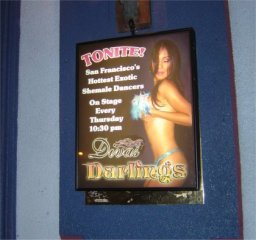 TONITE!
San Francisco's
Hottest Exotic
Shemale Dancers
On Stage
Every
Thursday
10:30 pm
Divas
Darlings